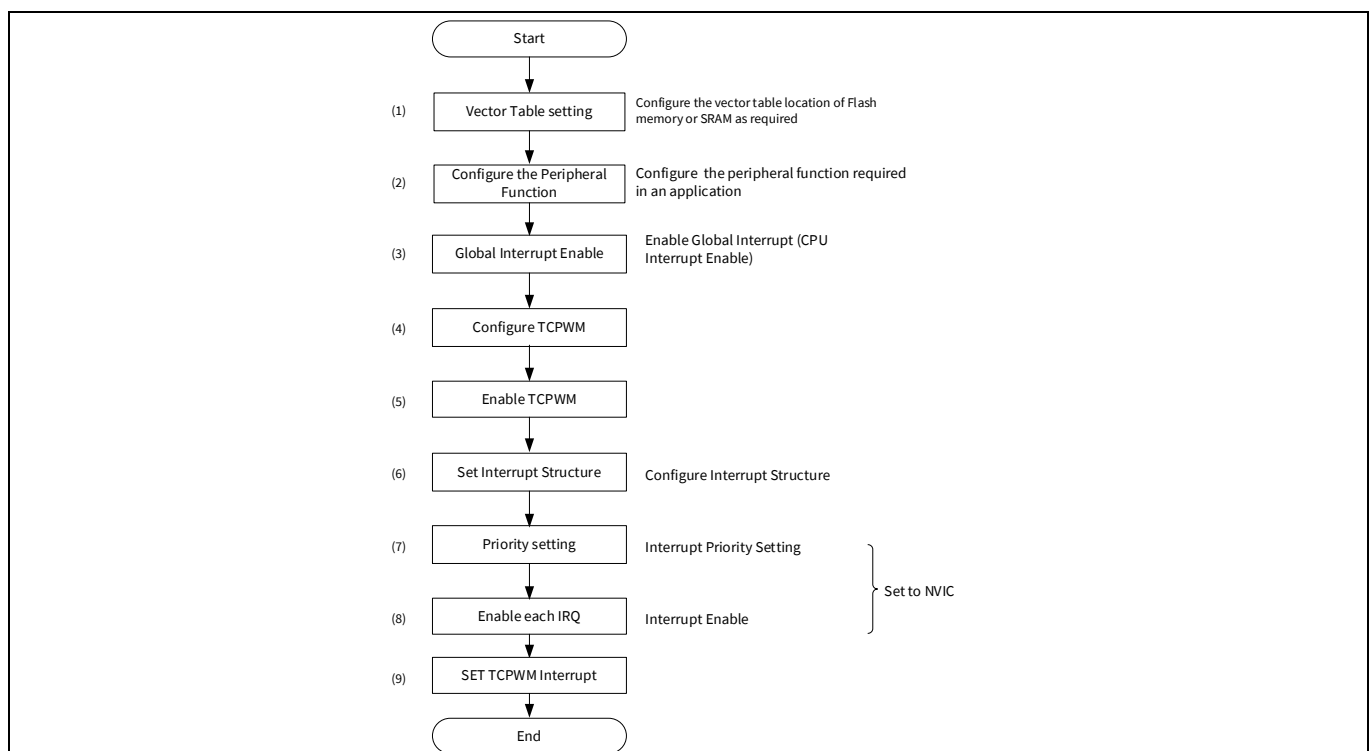 Start
(1)
Vector Table setting
Configure the vector table location of Flash
memory or SRAM as required
(2)
Configure the Peripheral
Function
Configure the peripheral function required
in an application
(3)
Global Interrupt Enable
Enable Global Interrupt (CPU
Interrupt Enable)
(4)
Configure TCPWM
(5)
Enable TCPWM
(6)
Set Interrupt Structure
Configure Interrupt Structure
(7)
Priority setting
Interrupt Priority Setting
Set to NVIC
(8)
Enable each IRQ
Interrupt Enable
(9)
SET TCPWM Interrupt
End